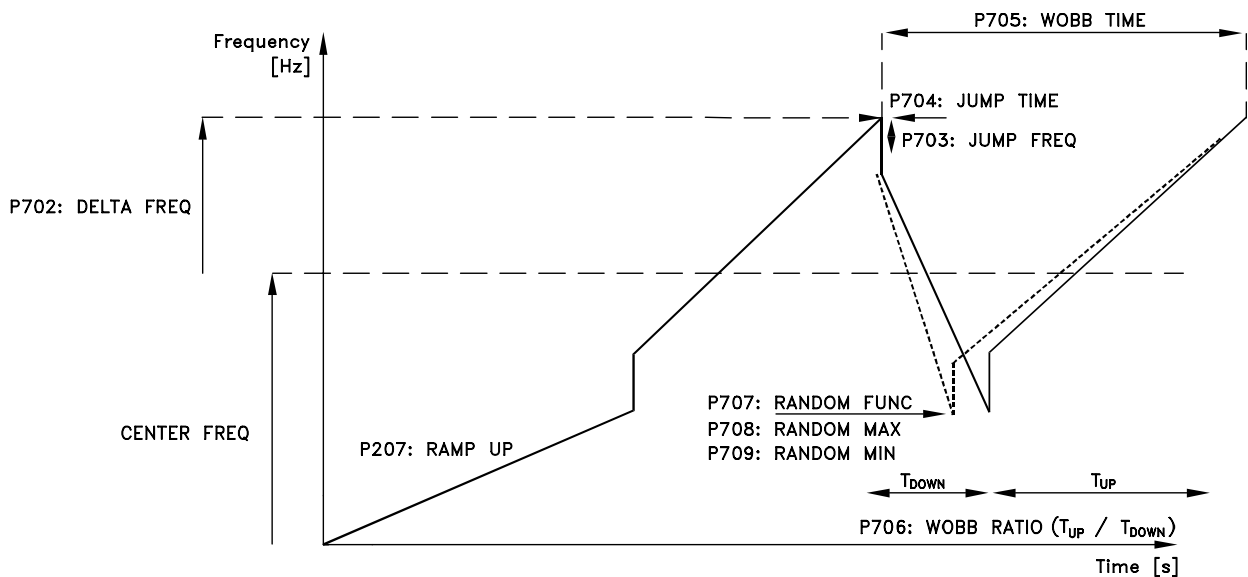 P705: WOBB TIME
Frequency
[Hz]
P704: JUMP TIME
P703: JUMP FREQ
P702: DELTA FREQ
P707: RANDOM FUNC
P708: RANDOM MAX
P709: RANDOM MIN
CENTER FREQ
P207: RAMP UP
TDOWN
TUP
P706: WOBB RATIO (TUP / TDOWN)
Time [s]